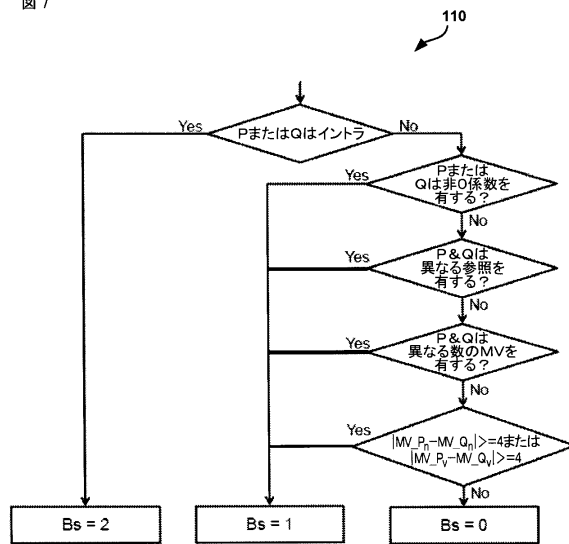 図7
110
PまたはQはイントラ
Yes
No
Pまたは
Qは非0係数を
有する?
Yes
No
P&Qは
異なる参照を
有する?
Yes
No
P&Qは
異なる数のMVを
有する?
Yes
No
|MV_Pn−MV_Qn|>=4または
|MV_Pv−MV_Qv|>=4
Yes
No
Bs = 2
Bs = 1
Bs = 0